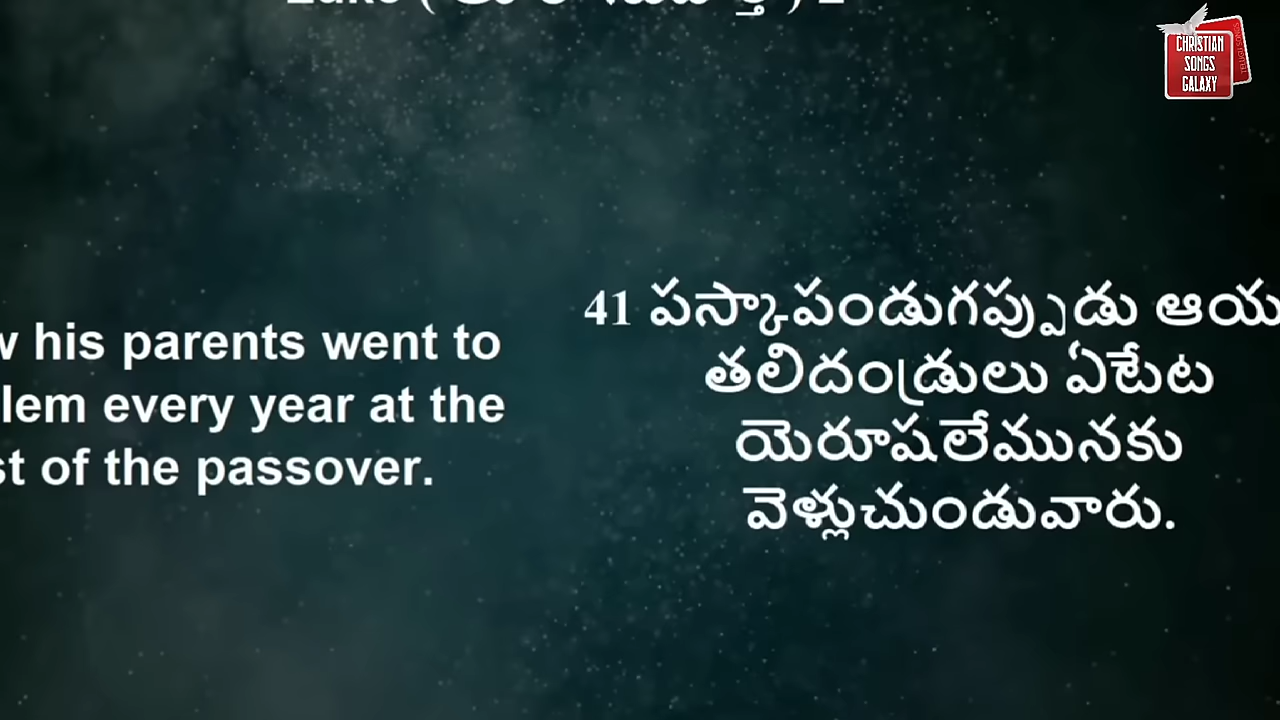 CHRISTIAN
SONGS
GALAXY
his parents went to
every year at the
of the passover.
41 పస్కాపండుగప్పుడు ఆయ
తలిదండ్రులు ఏటేట
యెరూషలేమునకు
వెళ్లుచుండువారు.